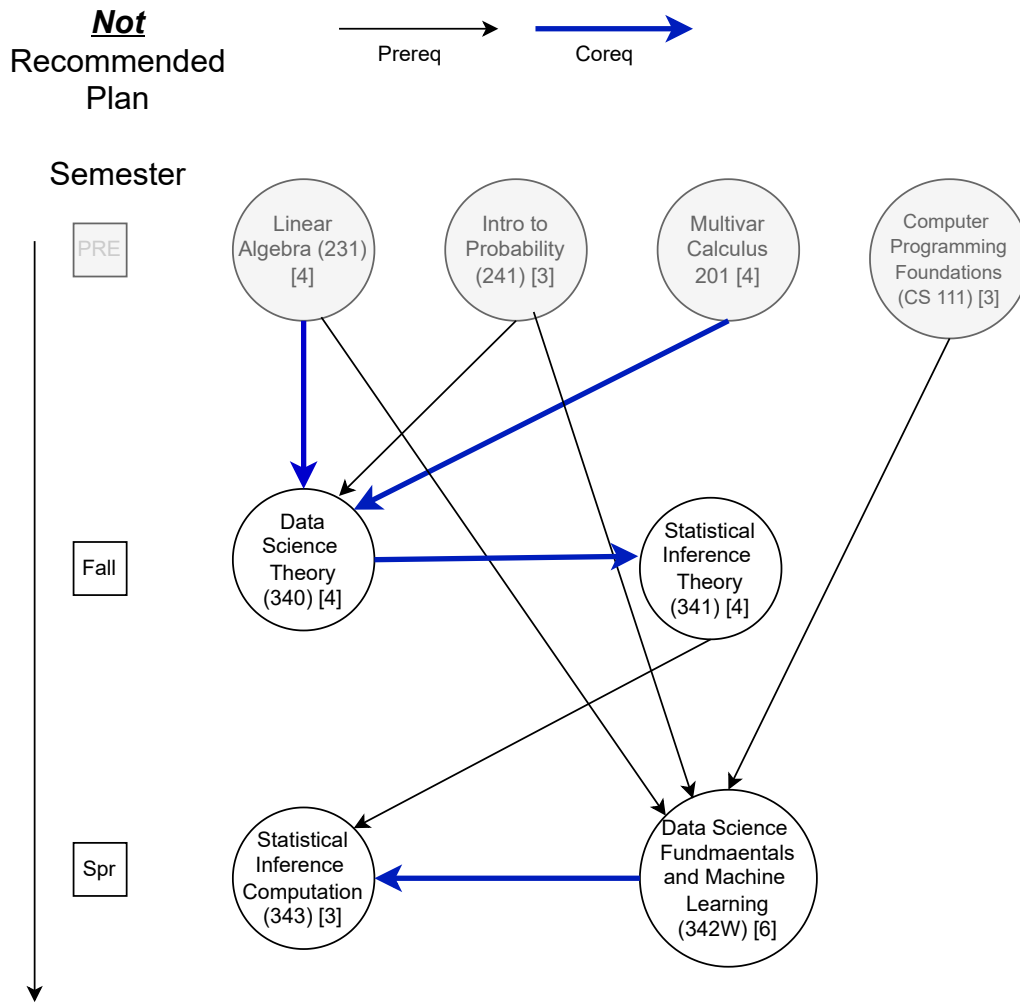 Not
Recommended
Plan
Prereq
Coreq
Semester
PRE
Linear
Algebra (231)
[4]
Intro to
Probability
(241) [3]
Multivar
Calculus
201 [4]
Computer
Programming
Foundations
(CS 111) [3]
Fall
Data
Science
Theory
(340) [4]
Statistical
Inference
Theory
(341) [4]
Spr
Statistical
Inference
Computation
(343) [3]
Data Science
Fundmaentals
and Machine
Learning
(342W) [6]